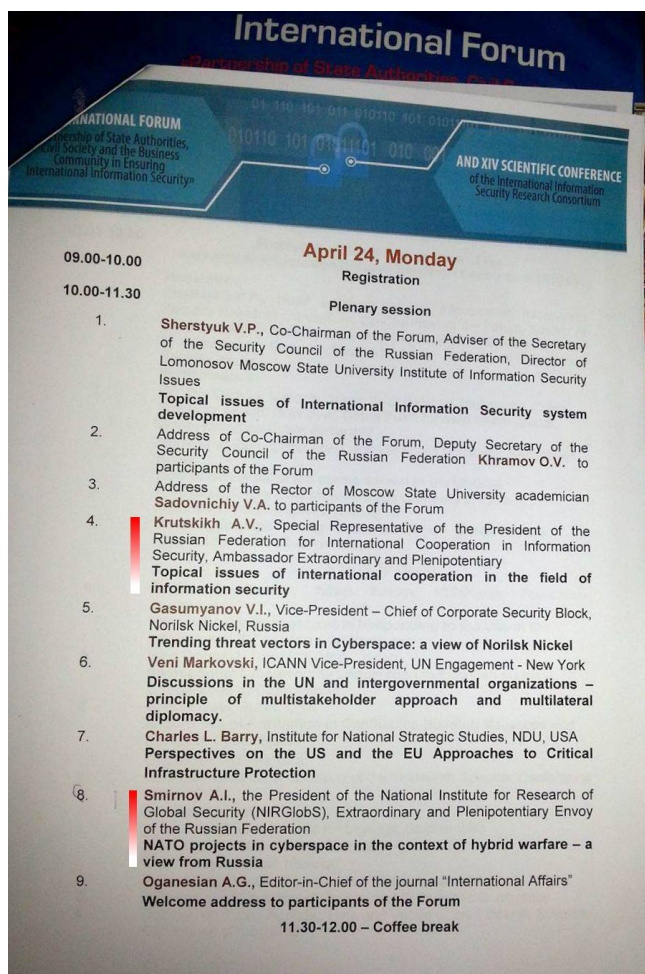 International Forum
«Partnership of State Authorities, Civil
NATIONAL FORUM
nership of State Authorities,
Civil Society and the Business
Community in Ensuring
International Information Security»
AND XIV SCIENTIFIC CONFERENCE
of the International Information
Security Research Consortium
April 24, Monday
09.00-10.00
Registration
10.00-11.30
Plenary session
1. Sherstyuk V.P., Co-Chairman of the Forum, Adviser of the Secretary
of the Security Council of the Russian Federation, Director of
Lomonosov Moscow State University Institute of Information Security
Issues
Topical issues of International Information Security system
development
2. Address of Co-Chairman of the Forum, Deputy Secretary of the
Security Council of the Russian Federation Khramov O.V. to
participants of the Forum
3. Address of the Rector of Moscow State University academician
Sadovnichiy V.A. to participants of the Forum
4. Krutskikh A.V., Special Representative of the President of the
Russian Federation for International Cooperation in Information
Security, Ambassador Extraordinary and Plenipotentiary
Topical issues of international cooperation in the field of
information security
5. Gasumyanov V.I., Vice-President – Chief of Corporate Security Block,
Norilsk Nickel, Russia
Trending threat vectors in Cyberspace: a view of Norilsk Nickel
6. Veni Markovski, ICANN Vice-President, UN Engagement - New York
Discussions in the UN and intergovernmental organizations –
principle of multistakeholder approach and multilateral
diplomacy.
7. Charles L. Barry, Institute for National Strategic Studies, NDU, USA
Perspectives on the US and the EU Approaches to Critical
Infrastructure Protection
8. Smirnov A.I., the President of the National Institute for Research of
Global Security (NIRGlobS), Extraordinary and Plenipotentiary Envoy
of the Russian Federation
NATO projects in cyberspace in the context of hybrid warfare – a
view from Russia
9. Oganesian A.G., Editor-in-Chief of the journal "International Affairs"
Welcome address to participants of the Forum
11.30-12.00 – Coffee break